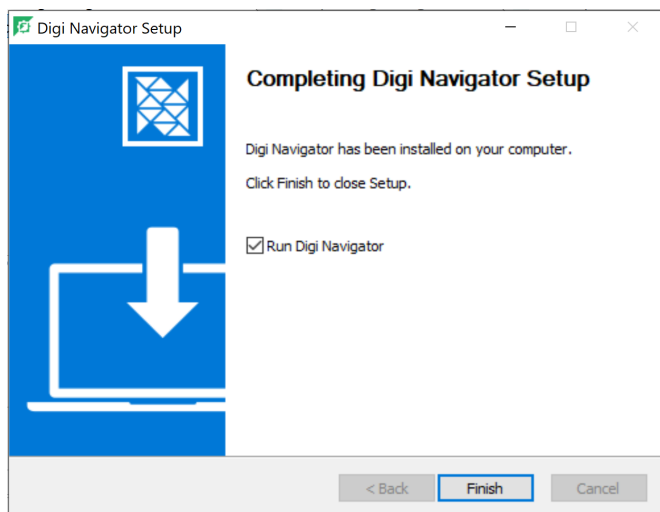 Digi Navigator Setup
Completing Digi Navigator Setup
Digi Navigator has been installed on your computer.
Click Finish to close Setup.
Run Digi Navigator
< Back
Finish
Cancel